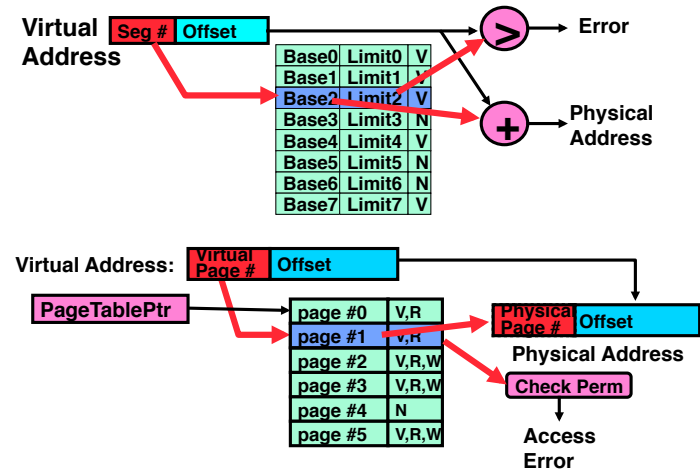 Virtual
Address
Seg # Offset
>
Error
Base0 Limit0 V
Base1 Limit1 V
Base2 Limit2 V
Base3 Limit3 N
Base4 Limit4 V
Base5 Limit5 N
Base6 Limit6 N
Base7 Limit7 V
+
Physical
Address
Virtual Address:
Virtual
Page #
Offset
PageTablePtr
page #0 V,R
page #1 V,R
page #2 V,R,W
page #3 V,R,W
page #4 N
page #5 V,R,W
Physical
Page #
Offset
Physical Address
Check Perm
Access
Error